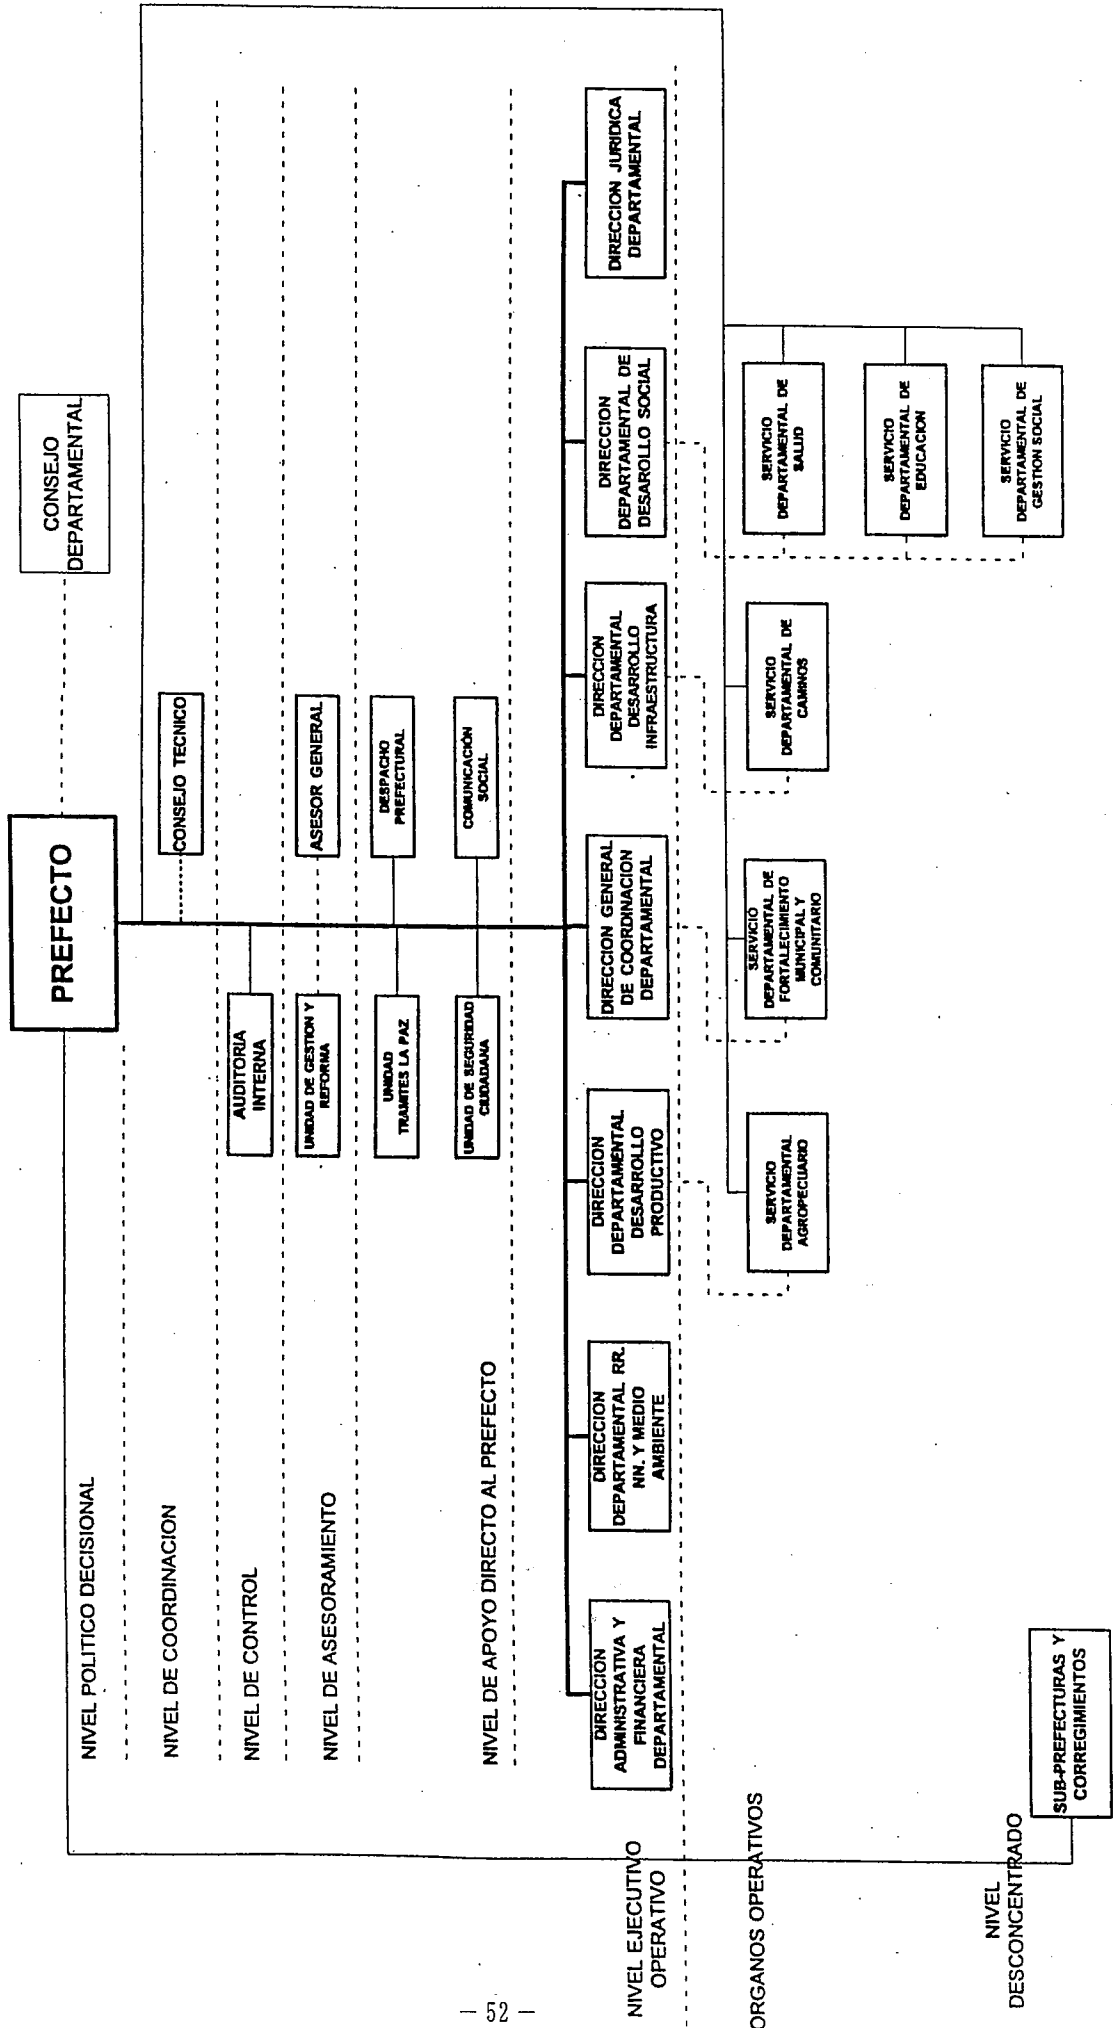 CONSEJO
DEPARTAMENTAL
PREFECTO
NIVEL POLITICO DECISIONAL
CONSEJO TECNICO
NIVEL DE COORDINACION
AUDITORIA
INTERNA
NIVEL DE CONTROL
ASESOR GENERAL
UNIDAD DE GESTION Y
REFORMA
NIVEL DE ASESORAMIENTO
DESPACHO
PREFECTURAL
UNIDAD
TRAMITES LA PAZ
COMUNICACIÓN
SOCIAL
UNIDAD DE SEGURIDAD
CIUDADANA
NIVEL DE APOYO DIRECTO AL PREFECTO
NIVEL EJECUTIVO
OPERATIVO
DIRECCION
ADMINISTRATIVA Y
FINANCIERA
DEPARTAMENTAL
DIRECCION
DEPARTAMENTAL RR.
NN. Y MEDIO
AMBIENTE
DIRECCION
DEPARTAMENTAL
DESARROLLO
PRODUCTIVO
DIRECCION GENERAL
DE COORDINACION
DEPARTAMENTAL
DIRECCION
DEPARTAMENTAL
DESARROLLO
INFRAESTRUCTURA
DIRECCION
DEPARTAMENTAL DE
DESAROLLO SOCIAL
DIRECCION JURIDICA
DEPARTAMENTAL
ORGANOS OPERATIVOS
SERVICIO
DEPARTAMENTAL
AGROPECUARIO
SERVICIO
DEPARTAMENTAL DE
FORTALECIMIENTO
MUNICIPAL Y
COMUNITARIO
SERVICIO
DEPARTAMENTAL DE
CAMINOS
SERVICIO
DEPARTAMENTAL DE
SALUD
SERVICIO
DEPARTAMENTAL DE
EDUCACION
SERVICIO
DEPARTAMENTAL DE
GESTION SOCIAL
NIVEL
DESCONCENTRADO
SUB-PREFECTURAS Y
CORREGIMIENTOS
— 52 —